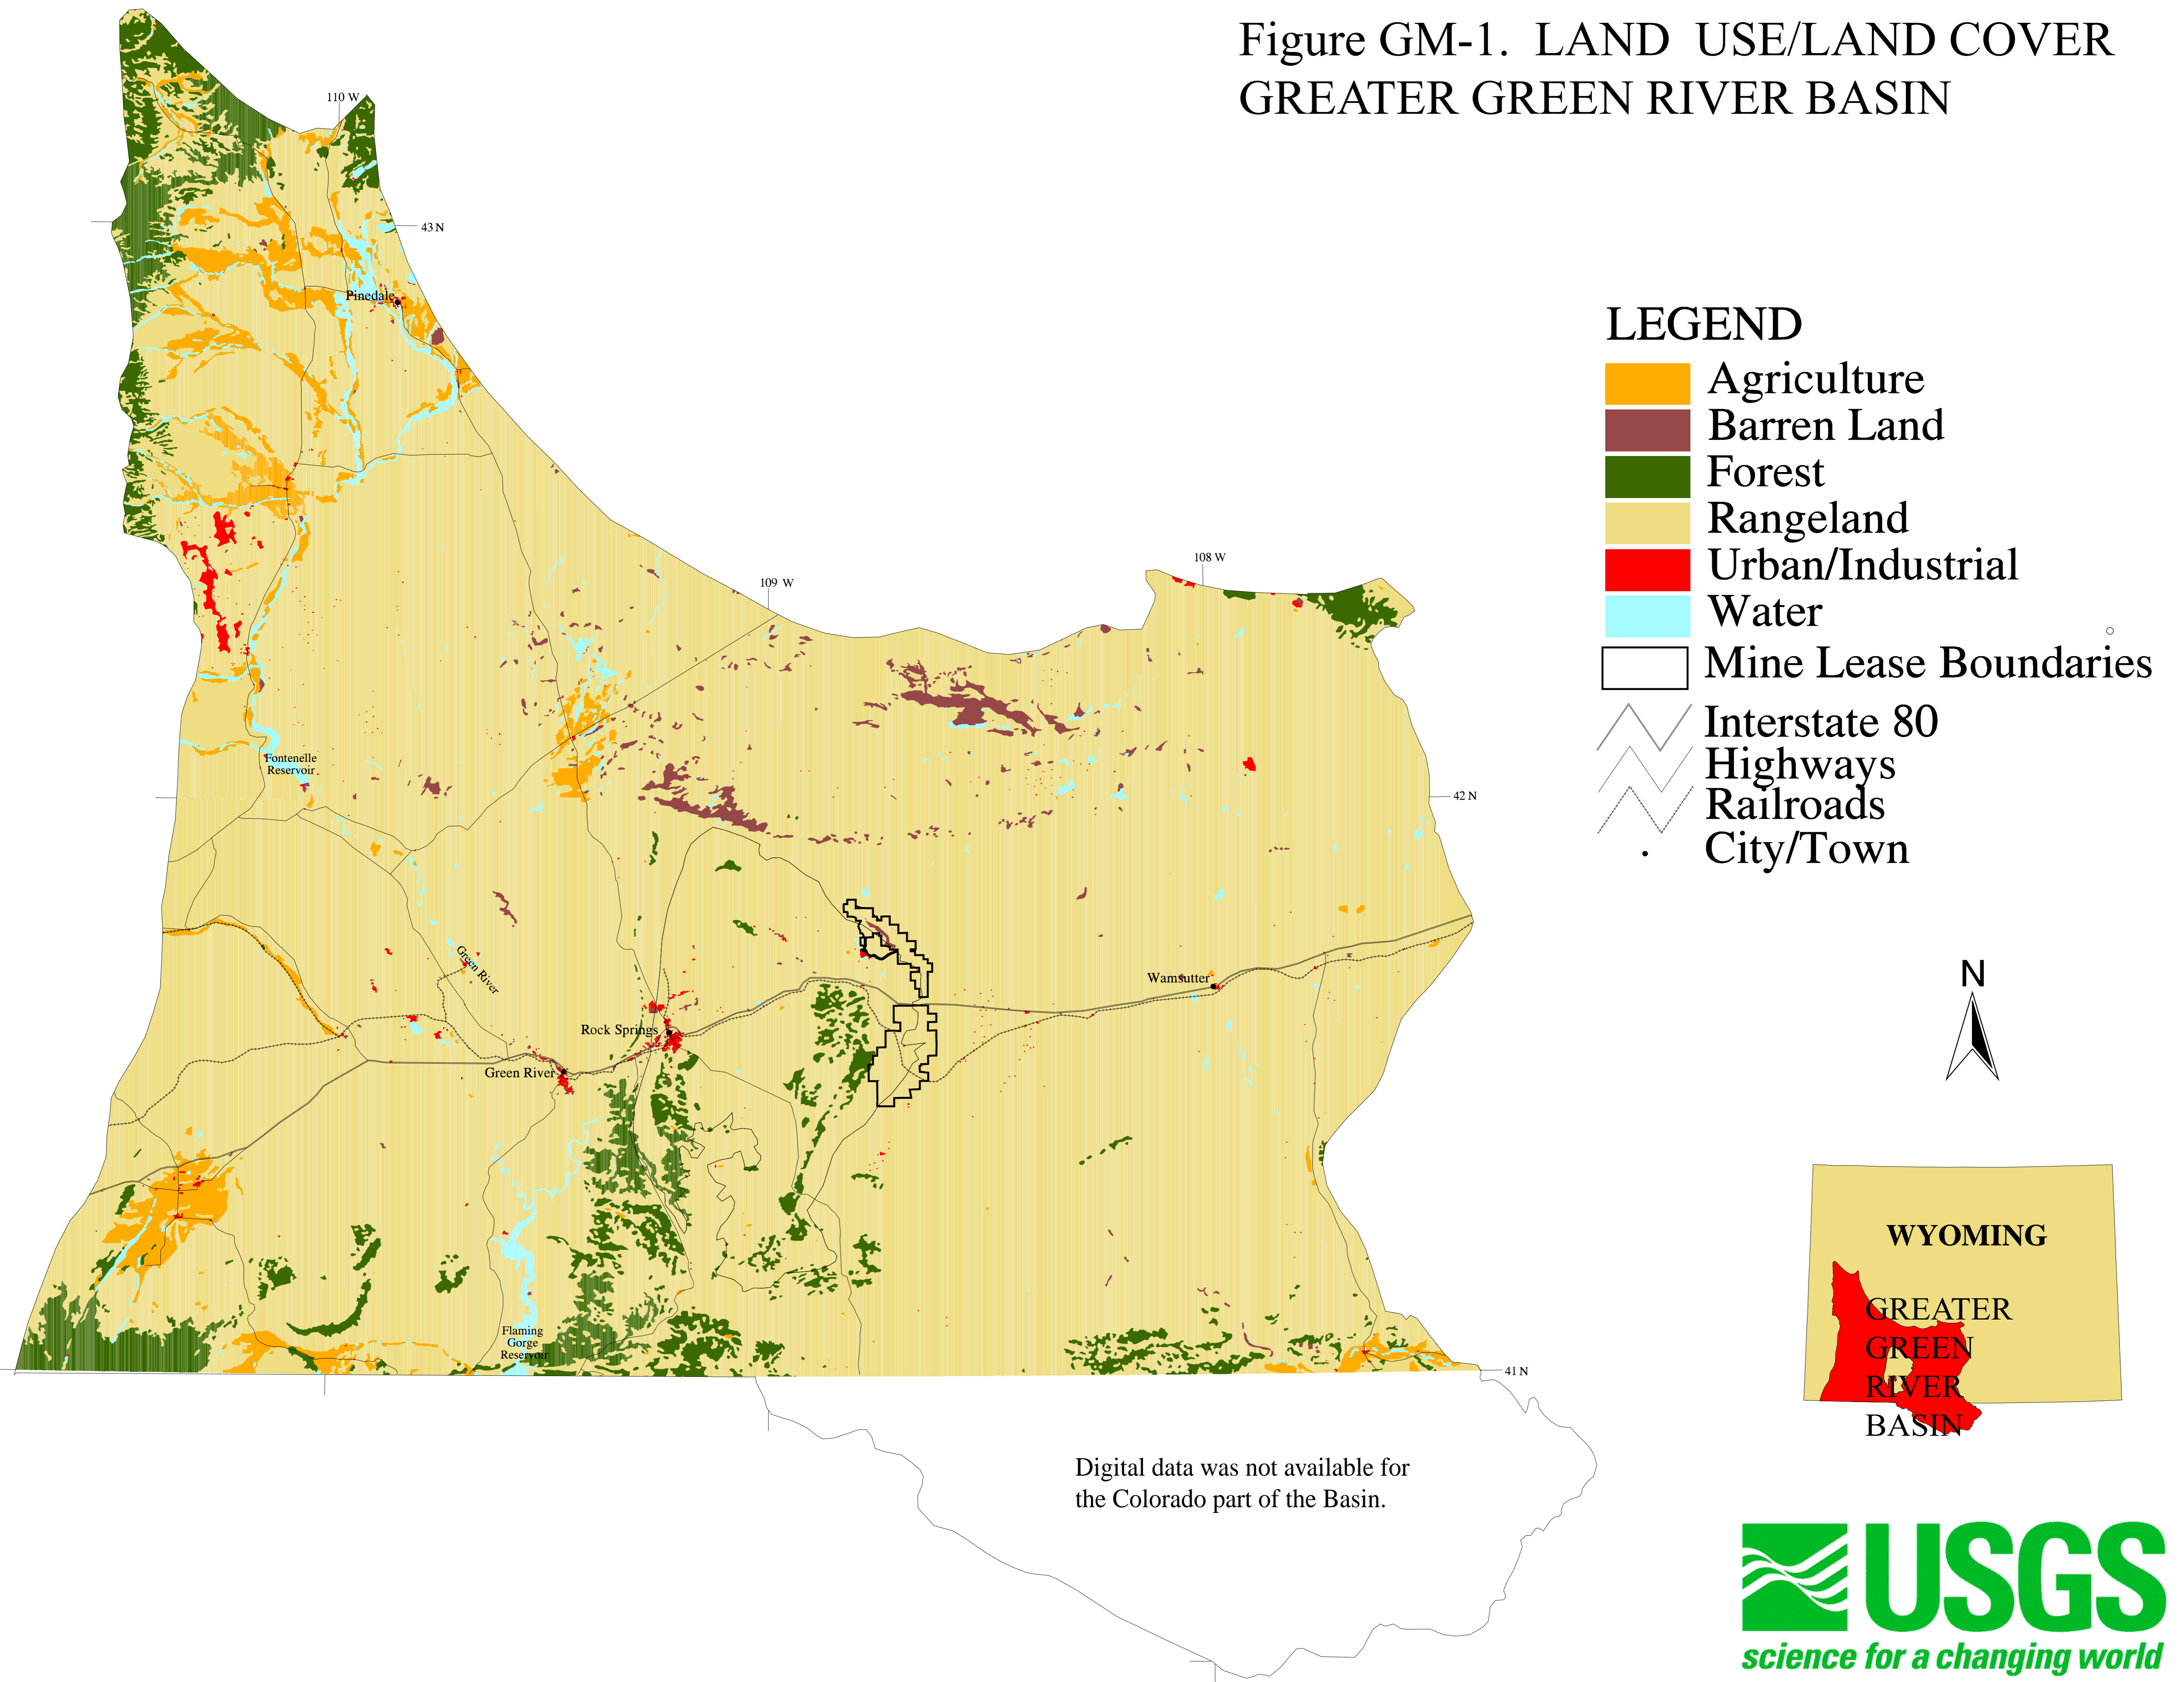 Figure GM-1. LAND USE/LAND COVER
GREATER GREEN RIVER BASIN
110 W
43 N
Pinedale
LEGEND
Agriculture
Barren Land
Forest
Rangeland
Urban/Industrial
Water
Mine Lease Boundaries
Interstate 80
Highways
Railroads
City/Town
108 W
109 W
Fontenelle
Reservoir
42 N
Green River
Wamsutter
Rock Springs
Green River
N
WYOMING
GREATER
GREEN
RIVER
BASIN
Flaming
Gorge
Reservoir
41 N
Digital data was not available for
the Colorado part of the Basin.
USGS
science for a changing world